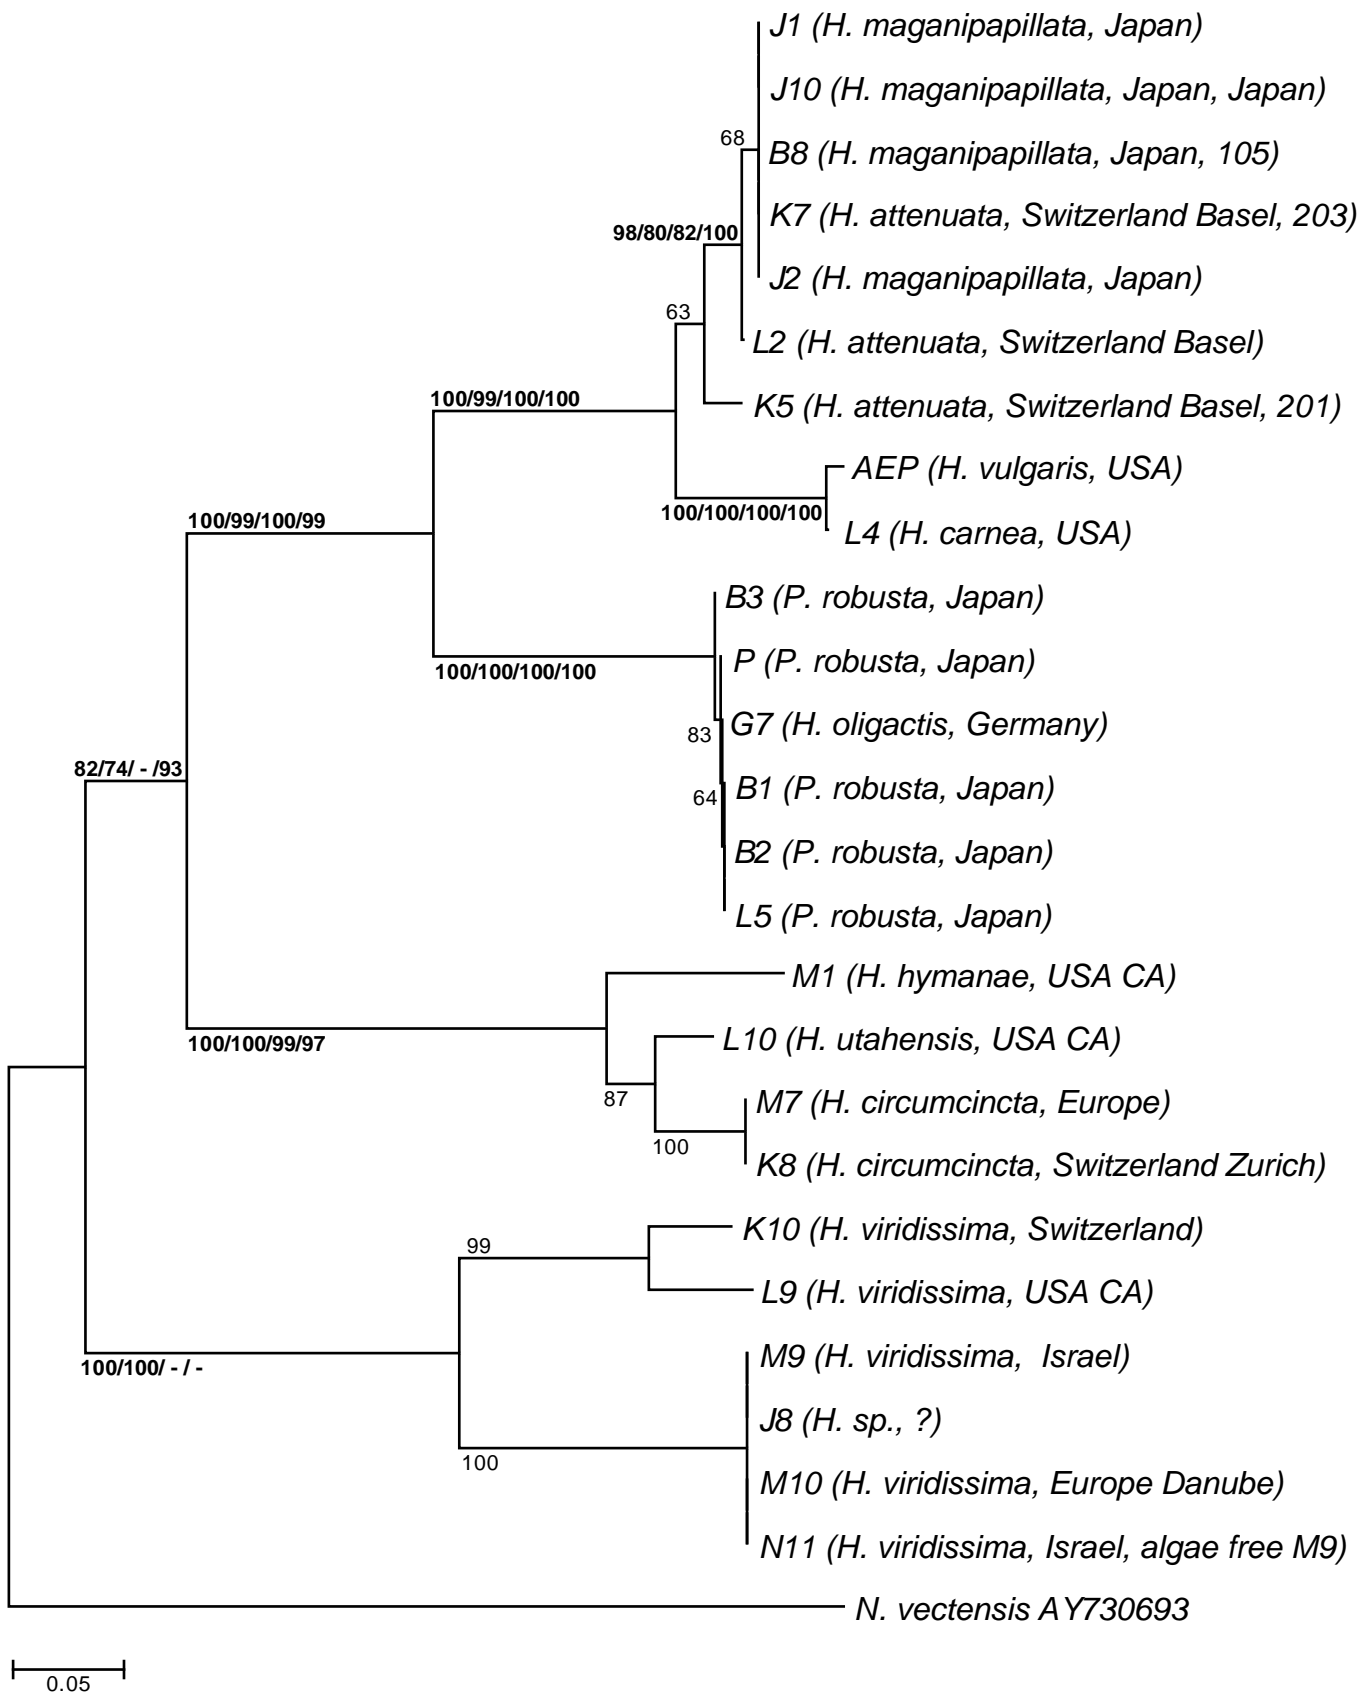 J1 (H. maganipapillata, Japan)
J10 (H. maganipapillata, Japan, Japan)
68
B8 (H. maganipapillata, Japan, 105)
K7 (H. attenuata, Switzerland Basel, 203)
98/80/82/100
J2 (H. maganipapillata, Japan)
63
L2 (H. attenuata, Switzerland Basel)
100/99/100/100
K5 (H. attenuata, Switzerland Basel, 201)
AEP (H. vulgaris, USA)
100/100/100/100
100/99/100/99
L4 (H. carnea, USA)
B3 (P. robusta, Japan)
P (P. robusta, Japan)
100/100/100/100
G7 (H. oligactis, Germany)
83
82/74/ - /93
B1 (P. robusta, Japan)
64
B2 (P. robusta, Japan)
L5 (P. robusta, Japan)
M1 (H. hymanae, USA CA)
100/100/99/97
L10 (H. utahensis, USA CA)
87
M7 (H. circumcincta, Europe)
100
K8 (H. circumcincta, Switzerland Zurich)
K10 (H. viridissima, Switzerland)
99
L9 (H. viridissima, USA CA)
100/100/ - / -
M9 (H. viridissima, Israel)
J8 (H. sp., ?)
100
M10 (H. viridissima, Europe Danube)
N11 (H. viridissima, Israel, algae free M9)
N. vectensis AY730693
0.05